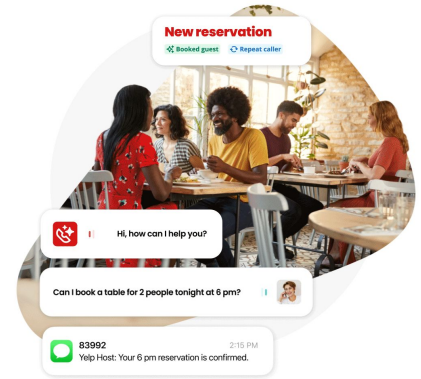 New reservation
Booked guest Repeat caller
Hi, how can I help you?
Can I book a table for 2 people tonight at 6 pm?
83992 2:15 PM
Yelp Host: Your 6 pm reservation is confirmed.